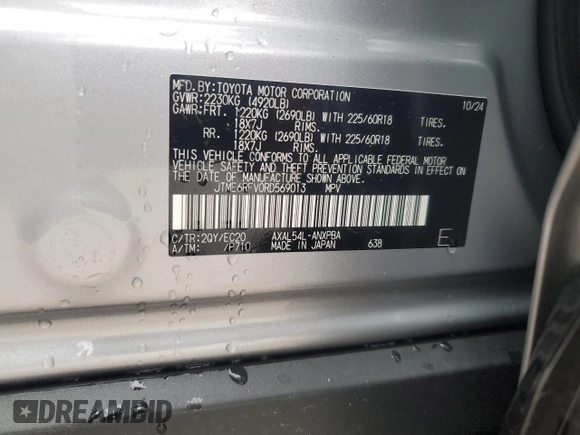 MFD. BY: TOYOTA MOTOR CORPORATION 10/24
GVWR: 2230KG (4920LB)
GAWR: FRT. 1220KG (2690LB) WITH 225/60R18 TIRES.
18X7J RIMS.
RR. 1220KG (2690LB) WITH 225/60R18 TIRES.
18X7J RIMS.
THIS VEHICLE CONFORMS TO ALL APPLICABLE FEDERAL MOTOR
VEHICLE SAFETY AND THEFT PREVENTION STANDARDS IN EFFECT ON
THE DATE OF MANUFACTURE SHOWN ABOVE.
JTME6RFV0RD569013 MPV
C/TR: 2QY/EC20 AXAL54L-ANXPBA
A/TM: /P710 MADE IN JAPAN 638 E
DREAMBID